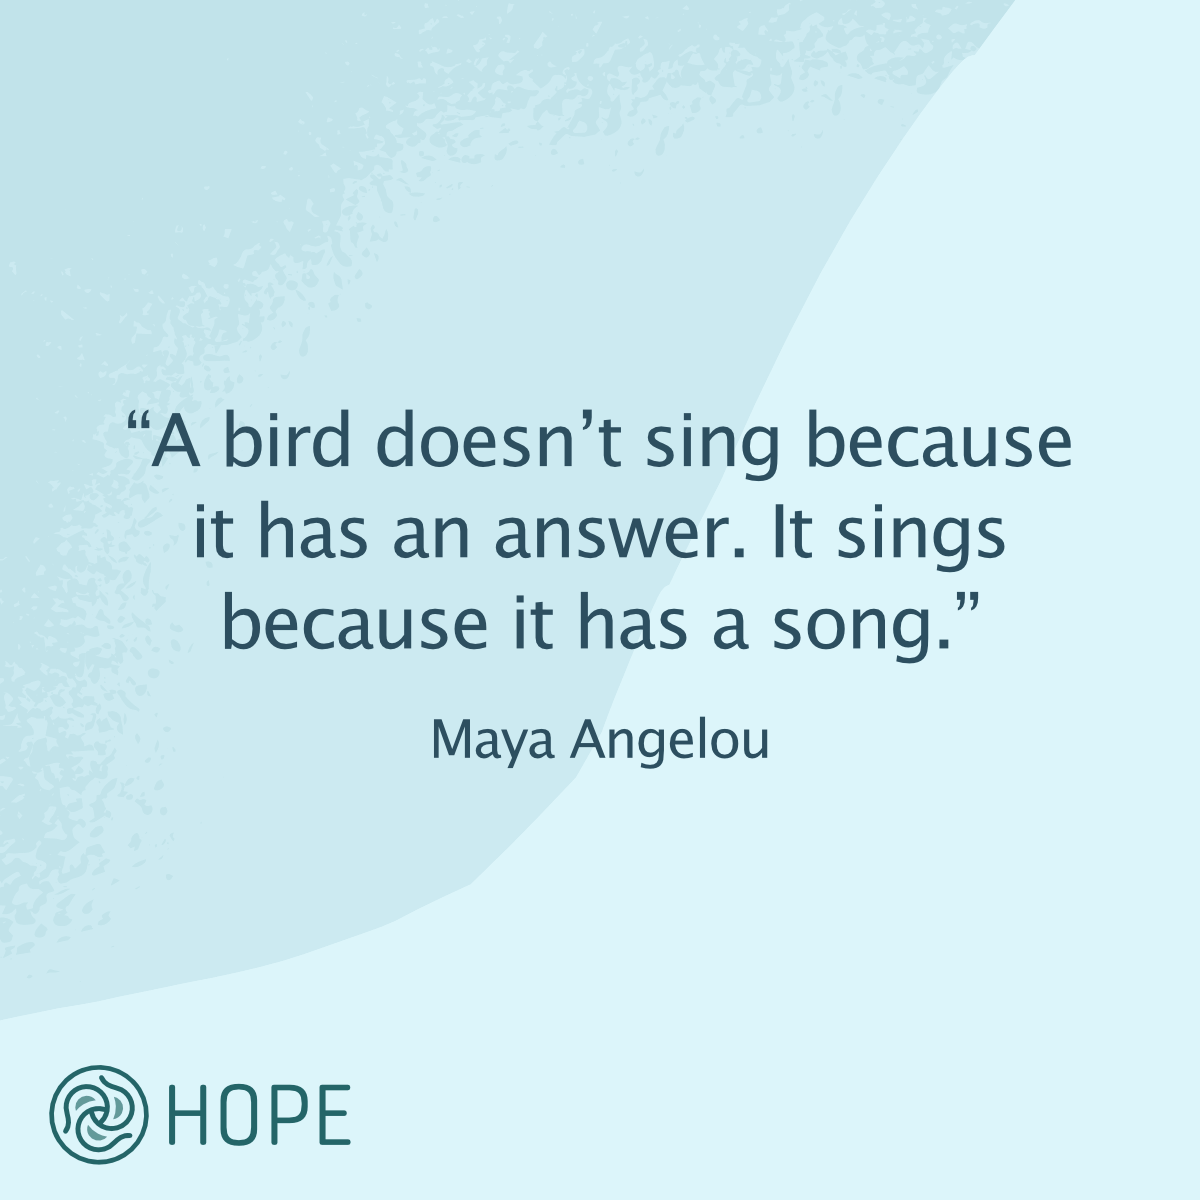 “A bird doesn’t sing because
it has an answer. It sings
because it has a song.”
Maya Angelou
HOPE